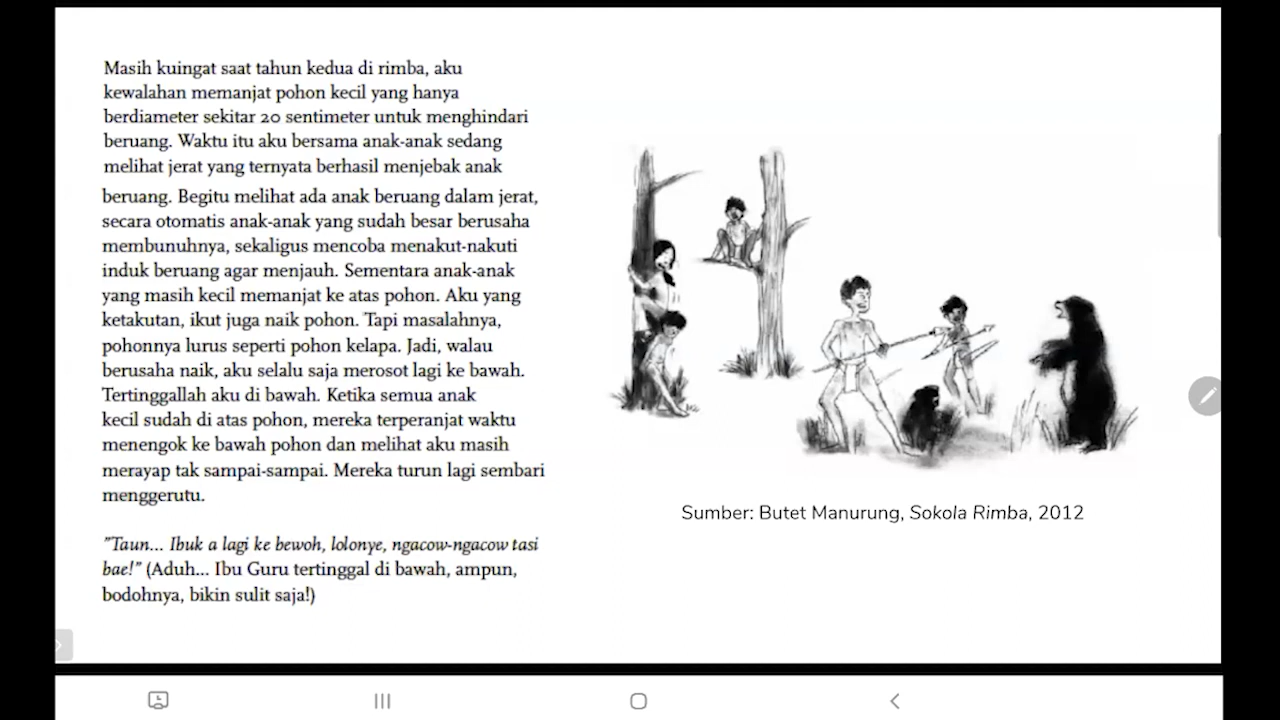 Masih kuingat saat tahun kedua di rimba, aku
kewalahan memanjat pohon kecil yang hanya
berdiameter sekitar 20 sentimeter untuk menghindari
beruang. Waktu itu aku bersama anak-anak sedang
melihat jerat yang ternyata berhasil menjebak anak
beruang. Begitu melihat ada anak beruang dalam jerat,
secara otomatis anak-anak yang sudah besar berusaha
membunuhnya, sekaligus mencoba menakut-nakuti
induk beruang agar menjauh. Sementara anak-anak
yang masih kecil memanjat ke atas pohon. Aku yang
ketakutan, ikut juga naik pohon. Tapi masalahnya,
pohonnya lurus seperti pohon kelapa. Jadi, walau
berusaha naik, aku selalu saja merosot lagi ke bawah.
Tertinggallah aku di bawah. Ketika semua anak
kecil sudah di atas pohon, mereka terperanjat waktu
menengok ke bawah pohon dan melihat aku masih
merayap tak sampai-sampai. Mereka turun lagi sembari
menggerutu.
"Taun... Ibuk a lagi ke bewoh, lolonye, ngacow-ngacow tasi
bae!" (Aduh... Ibu Guru tertinggal di bawah, ampun,
bodohnya, bikin sulit saja!)
Sumber: Butet Manurung, Sokola Rimba, 2012